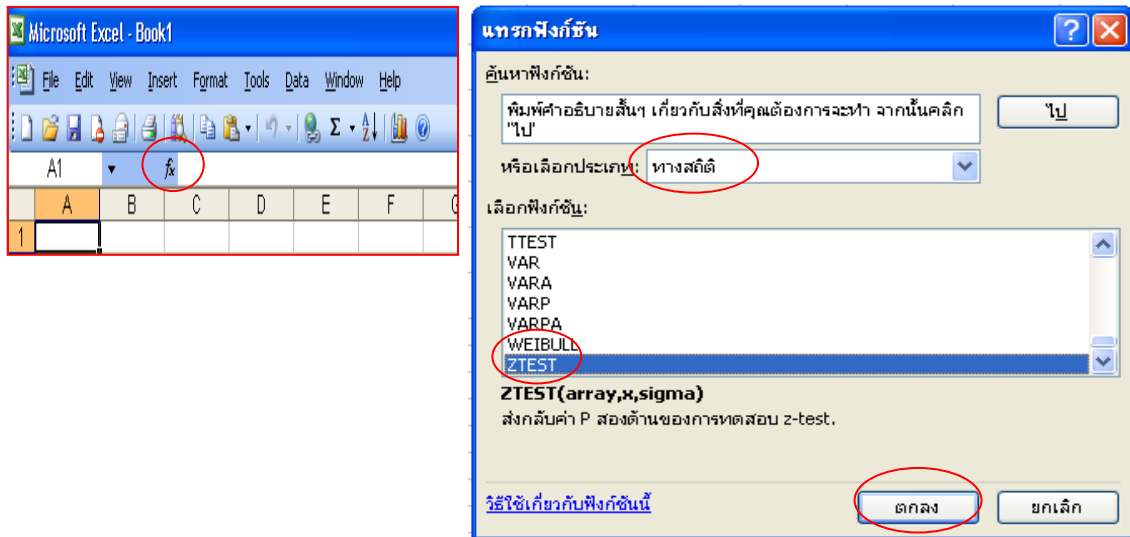 Microsoft Excel - Book1
File Edit View Insert Format Tools Data Window Help
A1 fx
A B C D E F G
1
แทรกฟังก์ชัน
ค้นหาฟังก์ชัน:
พิมพ์คำอธิบายสั้นๆ เกี่ยวกับสิ่งที่คุณต้องการจะทำ จากนั้นคลิก
"ไป"
ไป
หรือเลือกประเภท: ทางสถิติ
เลือกฟังก์ชัน:
TTEST
VAR
VARA
VARP
VARPA
WEIBULL
ZTEST
ZTEST(array,x,sigma)
ส่งกลับค่า P สองด้านของการทดสอบ z-test.
วิธีใช้เกี่ยวกับฟังก์ชันนี้
ตกลง
ยกเลิก